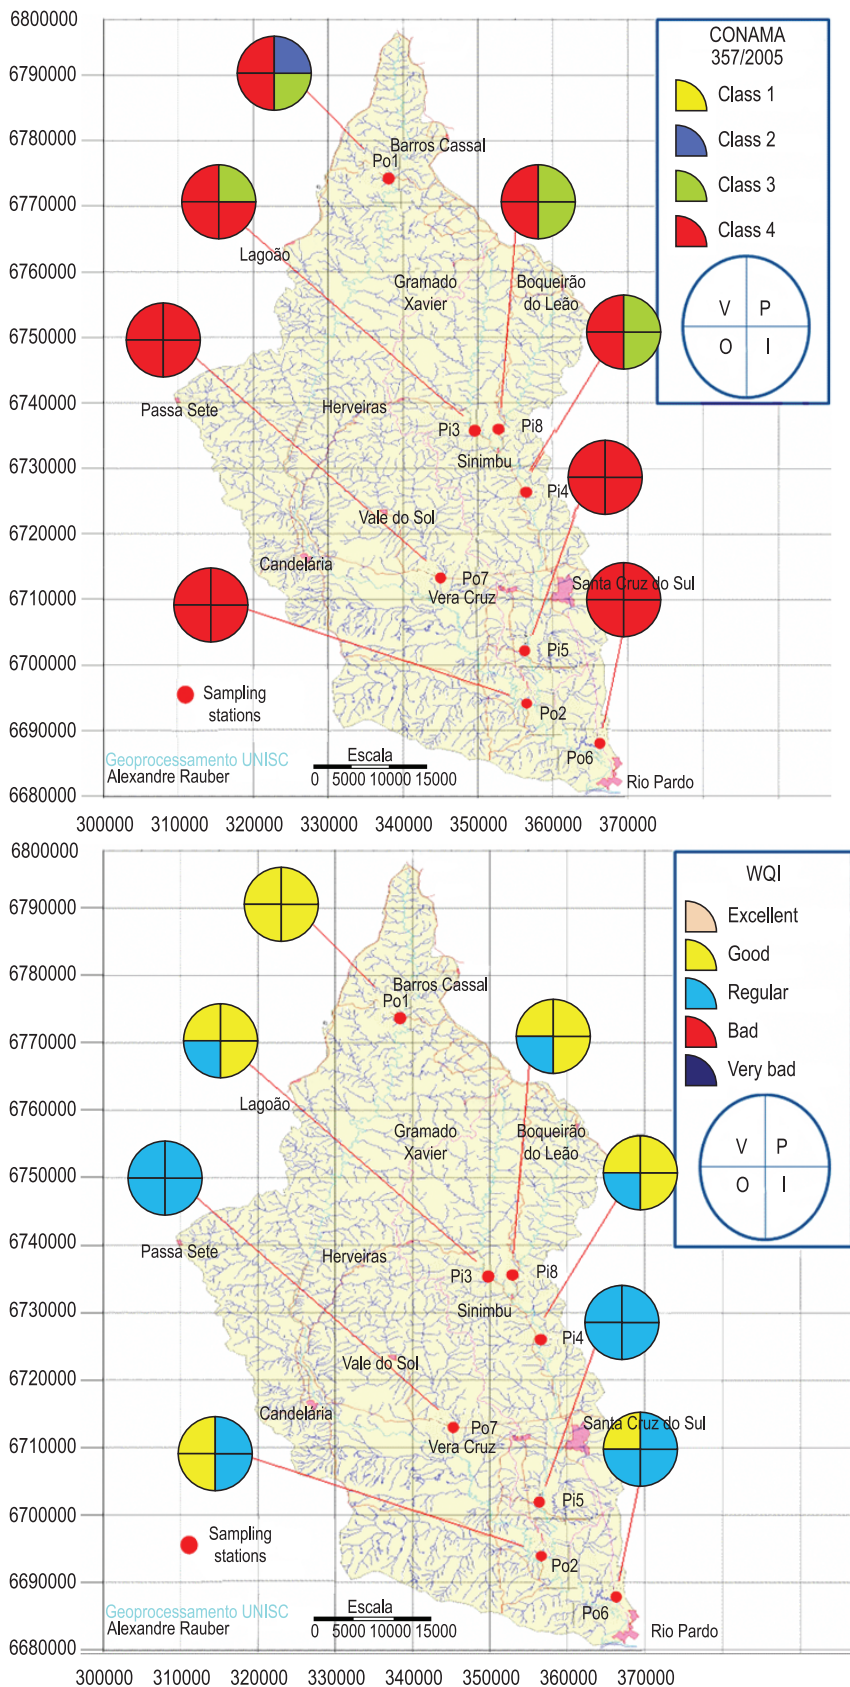 6800000
6790000
6780000
6770000
6760000
6750000
6740000
6730000
6720000
6710000
6700000
6690000
6680000
300000 310000 320000 330000 340000 350000 360000 370000
CONAMA
357/2005
Class 1
Class 2
Class 3
Class 4
V P
O I
Barros Cassal
Po1
Lagoão
Gramado
Xavier
Boqueirão
do Leão
Passa Sete
Herveiras
Pi3
Pi8
Sinimbu
Pi4
Vale do Sol
Candelária
Po7
Vera Cruz
Santa Cruz do Sul
Pi5
Po2
Po6
Rio Pardo
Sampling
stations
Geoprocessamento UNISC
Alexandre Rauber
Escala
0 5000 10000 15000
6800000
6790000
6780000
6770000
6760000
6750000
6740000
6730000
6720000
6710000
6700000
6690000
6680000
300000 310000 320000 330000 340000 350000 360000 370000
WQI
Excellent
Good
Regular
Bad
Very bad
V P
O I
Barros Cassal
Po1
Lagoão
Gramado
Xavier
Boqueirão
do Leão
Passa Sete
Herveiras
Pi3
Pi8
Sinimbu
Pi4
Vale do Sol
Candelária
Po7
Vera Cruz
Santa Cruz do Sul
Pi5
Po2
Po6
Rio Pardo
Sampling
stations
Geoprocessamento UNISC
Alexandre Rauber
Escala
0 5000 10000 15000